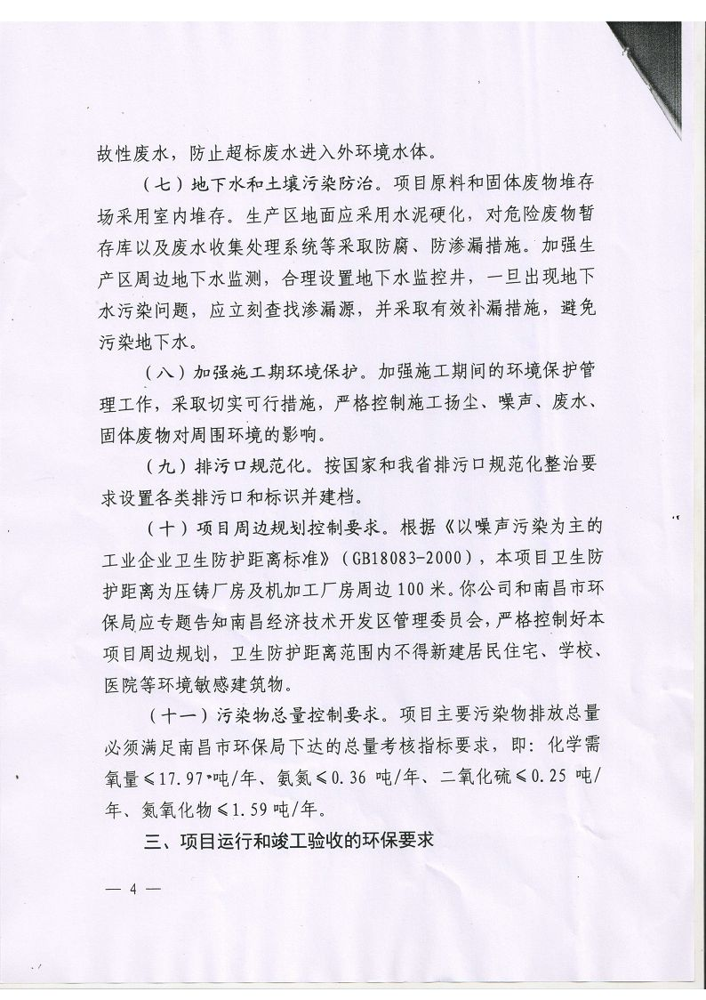 故性废水，防止超标废水进入外环境水体。
（七）地下水和土壤污染防治。项目原料和固体废物堆存
场采用室内堆存。生产区地面应采用水泥硬化，对危险废物暂
存库以及废水收集处理系统等采取防腐、防渗漏措施。加强生
产区周边地下水监测，合理设置地下水监控井，一旦出现地下
水污染问题，应立刻查找渗漏源，并采取有效补漏措施，避免
污染地下水。
（八）加强施工期环境保护。加强施工期间的环境保护管
理工作，采取切实可行措施，严格控制施工扬尘、噪声、废水、
固体废物对周围环境的影响。
（九）排污口规范化。按国家和我省排污口规范化整治要
求设置各类排污口和标识并建档。
（十）项目周边规划控制要求。根据《以噪声污染为主的
工业企业卫生防护距离标准》（GB18083-2000），本项目卫生防
护距离为压铸厂房及机加工厂房周边100米。你公司和南昌市环
保局应专题告知南昌经济技术开发区管理委员会，严格控制好本
项目周边规划，卫生防护距离范围内不得新建居民住宅、学校、
医院等环境敏感建筑物。
（十一）污染物总量控制要求。项目主要污染物排放总量
必须满足南昌市环保局下达的总量考核指标要求，即：化学需
氧量≤17.97吨/年、氨氮≤0.36 吨/年、二氧化硫≤0.25 吨/
年、氮氧化物≤1.59吨/年。
三、项目运行和竣工验收的环保要求
— 4 —